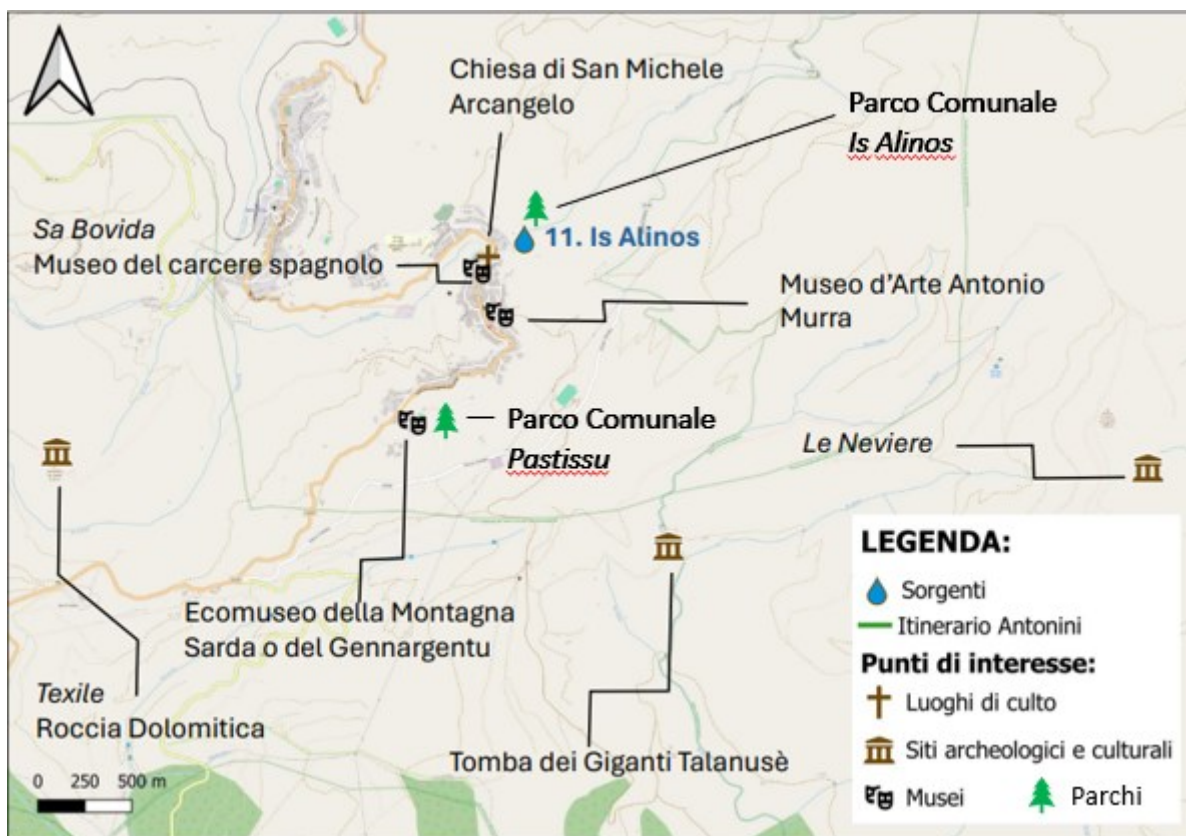 Chiesa di San Michele
Arcangelo
Parco Comunale
Is Alinos
Sa Bovida
Museo del carcere spagnolo
11. Is Alinos
Museo d’Arte Antonio
Murra
Parco Comunale
Pastissu
Le Neviere
Ecomuseo della Montagna
Sarda o del Gennargentu
Texile
Roccia Dolomitica
Tomba dei Giganti Talanusè
0 250 500 m
LEGENDA:
Sorgenti
Itinerario Antonini
Punti di interesse:
Luoghi di culto
Siti archeologici e culturali
Musei
Parchi